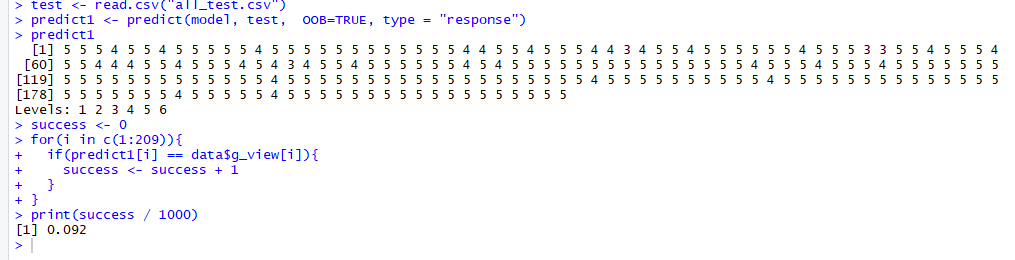 > test <- read.csv("all_test.csv")
> predict1 <- predict(model, test,  OOB=TRUE, type = "response")
> predict1
[1] 5 5 5 4 5 5 4 5 5 5 5 5 4 5 5 5 5 5 5 5 5 5 5 5 5 4 4 5 5 4 5 5 5 4 4 3 4 5 5 4 5 5 5 5 5 5 4 5 5 5 3 3 5 5 4 5 5 5 4
[60] 5 5 4 4 4 5 5 4 5 5 5 4 5 4 3 4 5 5 4 5 5 5 5 5 5 4 5 4 5 5 5 5 5 5 5 5 5 5 5 5 5 5 5 4 5 5 5 4 5 5 5 4 5 5 5 5 5 5 5
[119] 5 5 5 5 5 5 5 5 5 5 5 5 5 5 5 5 5 5 5 5 5 5 5 5 5 5 5 5 5 5 5 5 5 4 5 5 5 5 5 5 5 5 5 5 4 5 5 5 5 5 5 5 5 5 5 5 5 5 5
[178] 5 5 5 5 5 5 5 4 5 5 5 5 5 4 5 5 5 5 5 5 5 5 5 5 5 5 5 5 5 5 5 5
Levels: 1 2 3 4 5 6
> success <- 0
> for(i in c(1:209)){
+   if(predict1[i] == data$g_view[i]){
+     success <- success + 1
+   }
+ }
> print(success / 1000)
[1] 0.092
>